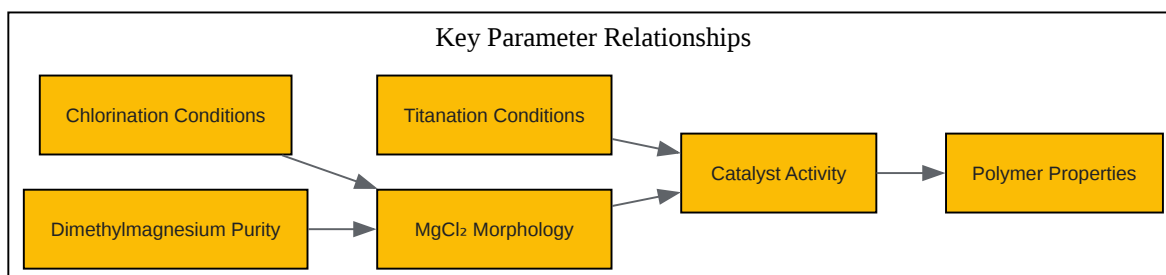 Key Parameter Relationships
Chlorination Conditions
Titanation Conditions
Catalyst Activity
Polymer Properties
Dimethylmagnesium Purity
MgCl₂ Morphology